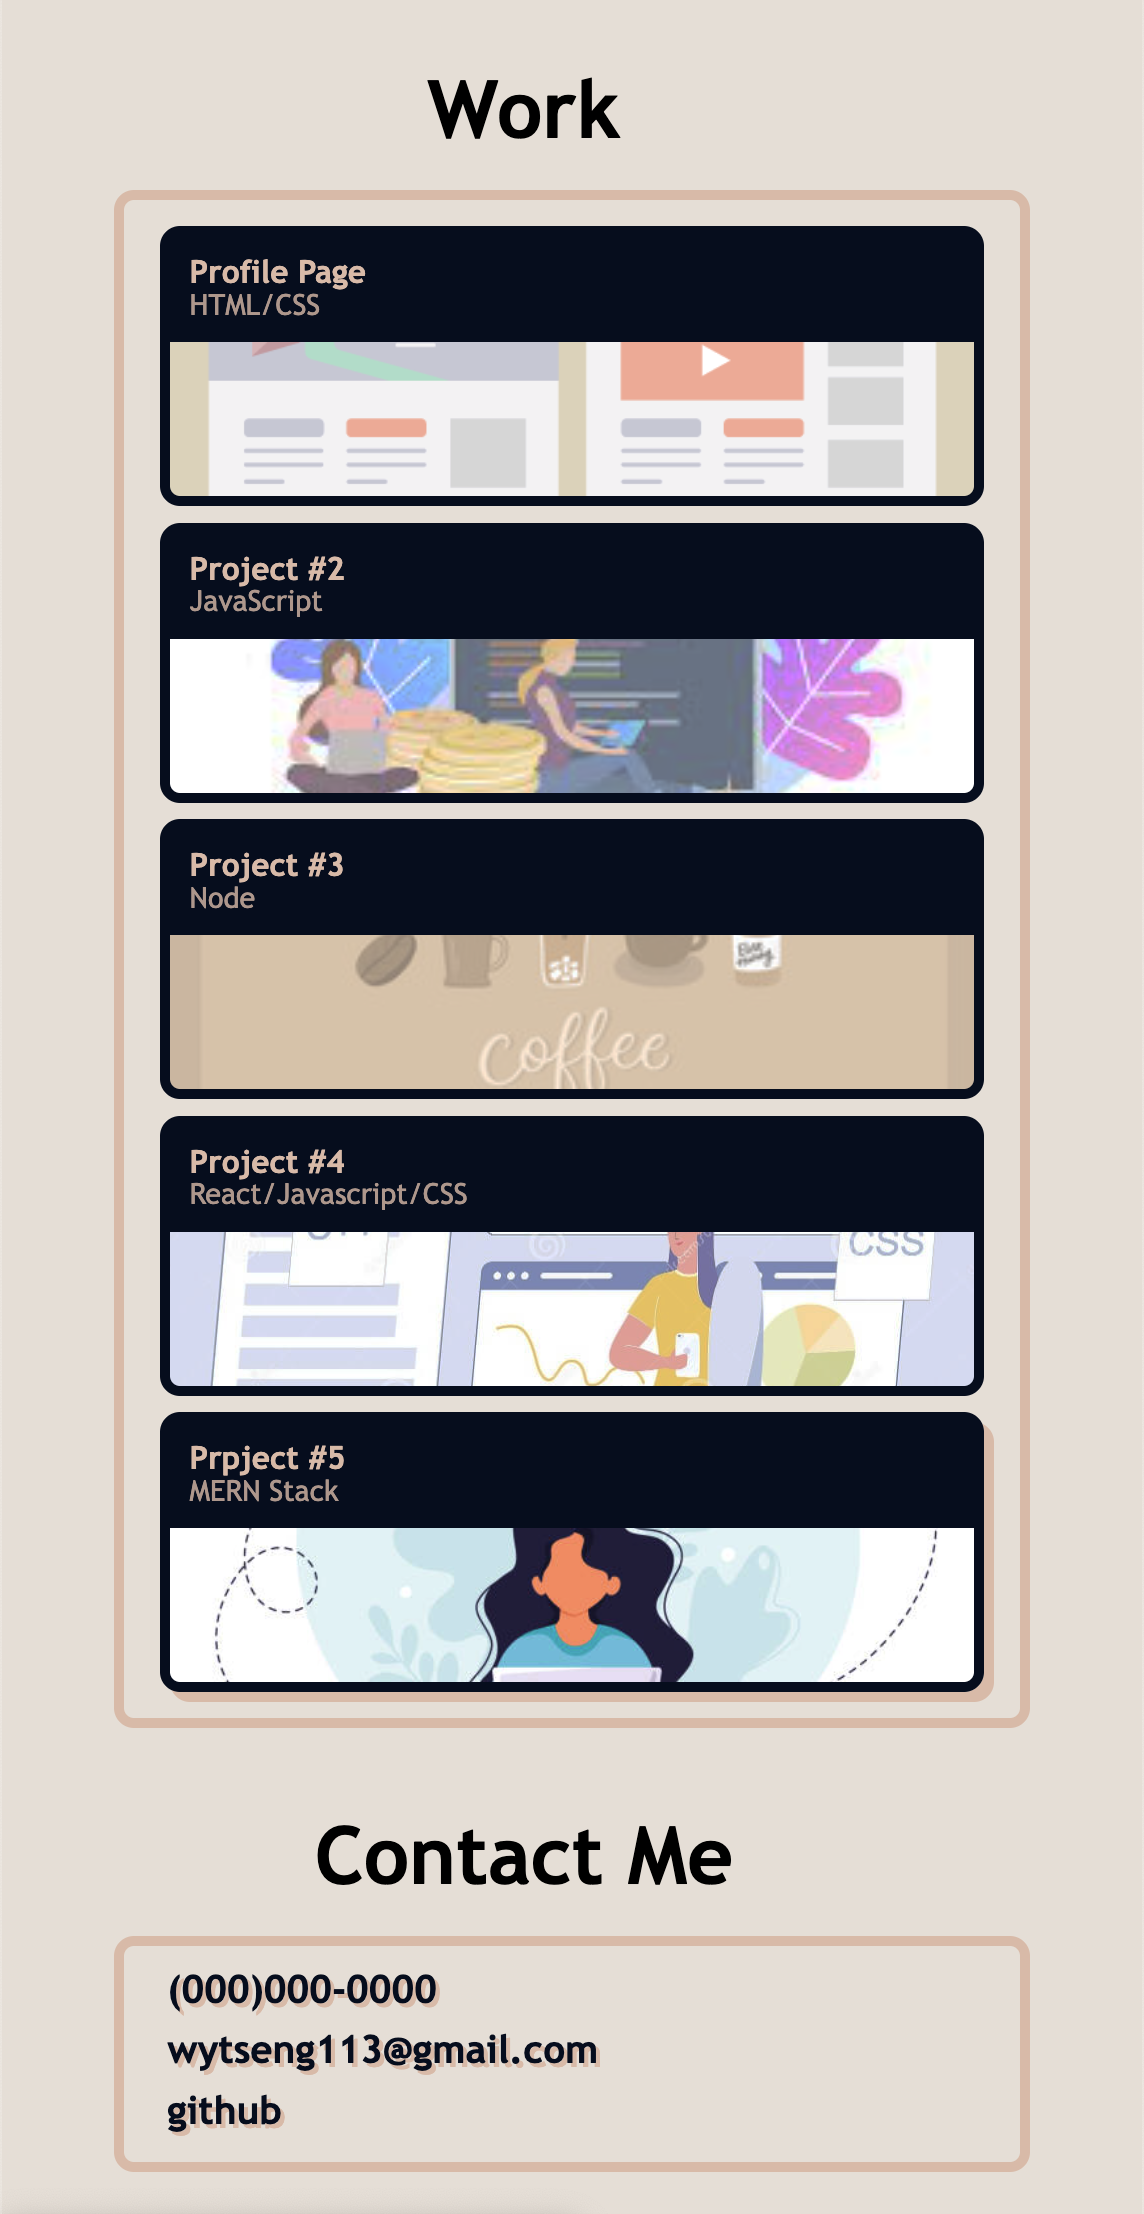 Work
Profile Page
HTML/CSS
Project #2
JavaScript
Project #3
Node
coffee
Project #4
React/Javascript/CSS
CSS
Prpject #5
MERN Stack
Contact Me
(000)000-0000
wytseng113@gmail.com
github